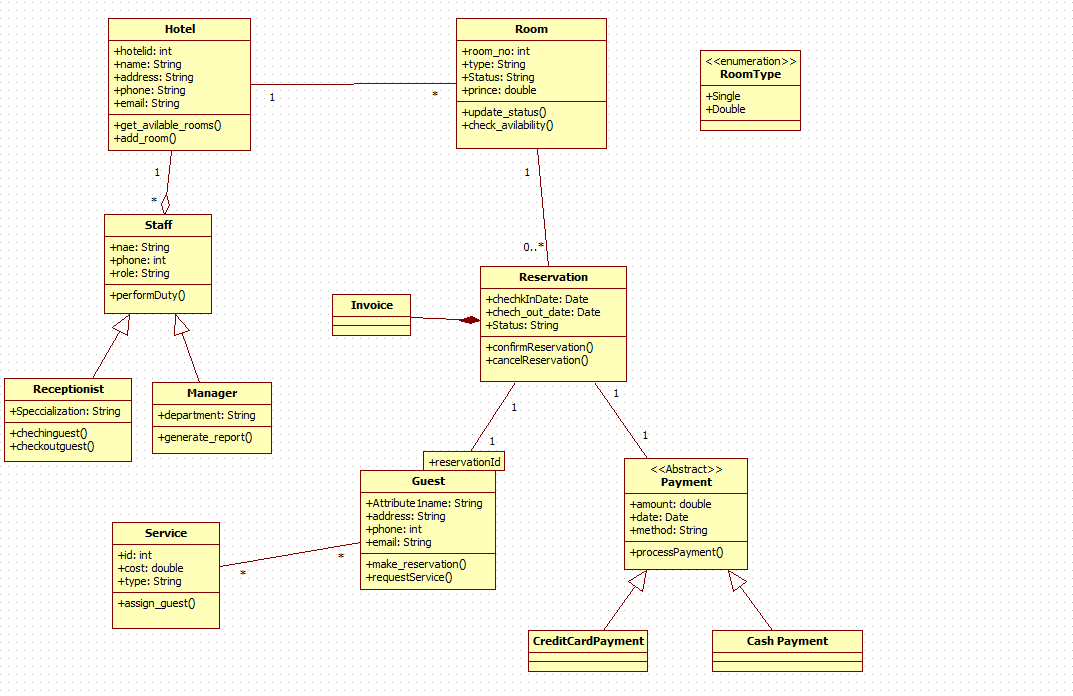 Hotel
+hotelid: int
+name: String
+address: String
+phone: String
+email: String
+get_avilable_rooms()
+add_room()
1
*
Room
+room_no: int
+type: String
+Status: String
+prince: double
+update_status()
+check_avilability()
<<enumeration>>
RoomType
+Single
+Double
1
*
1
0..*
Staff
+nae: String
+phone: int
+role: String
+performDuty()
Invoice
Reservation
+chechkInDate: Date
+chech_out_date: Date
+Status: String
+confirmReservation()
+cancelReservation()
Receptionist
+Speccialization: String
+chechinguest()
+checkoutguest()
Manager
+department: String
+generate_report()
1
1
1
1
+reservationId
Guest
+Attribute1name: String
+address: String
+phone: int
+email: String
+make_reservation()
+requestService()
<<Abstract>>
Payment
+amount: double
+date: Date
+method: String
+processPayment()
Service
+id: int
+cost: double
+type: String
+assign_guest()
*
*
CreditCardPayment
Cash Payment